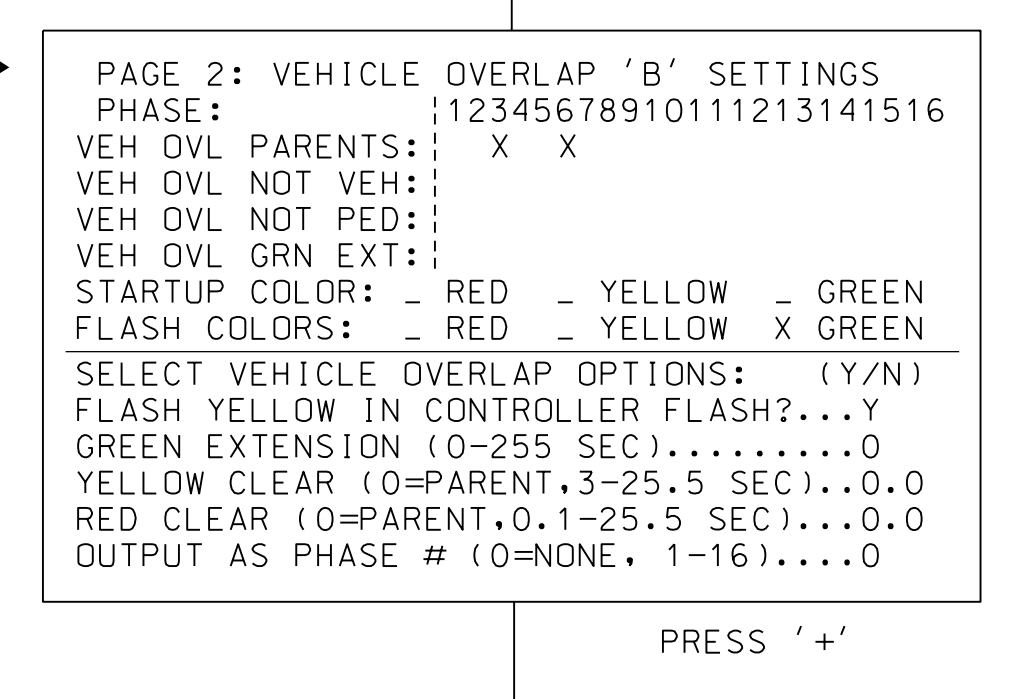 PAGE 2: VEHICLE OVERLAP 'B' SETTINGS
PHASE: 12345678910111213141516
VEH OVL PARENTS: X X
VEH OVL NOT VEH:
VEH OVL NOT PED:
VEH OVL GRN EXT:
STARTUP COLOR: _ RED _ YELLOW _ GREEN
FLASH COLORS: _ RED _ YELLOW X GREEN
SELECT VEHICLE OVERLAP OPTIONS: (Y/N)
FLASH YELLOW IN CONTROLLER FLASH?...Y
GREEN EXTENSION (0-255 SEC).........0
YELLOW CLEAR (0=PARENT,3-25.5 SEC)..0.0
RED CLEAR (0=PARENT,0.1-25.5 SEC)...0.0
OUTPUT AS PHASE # (0=NONE, 1-16)....0
PRESS '+'